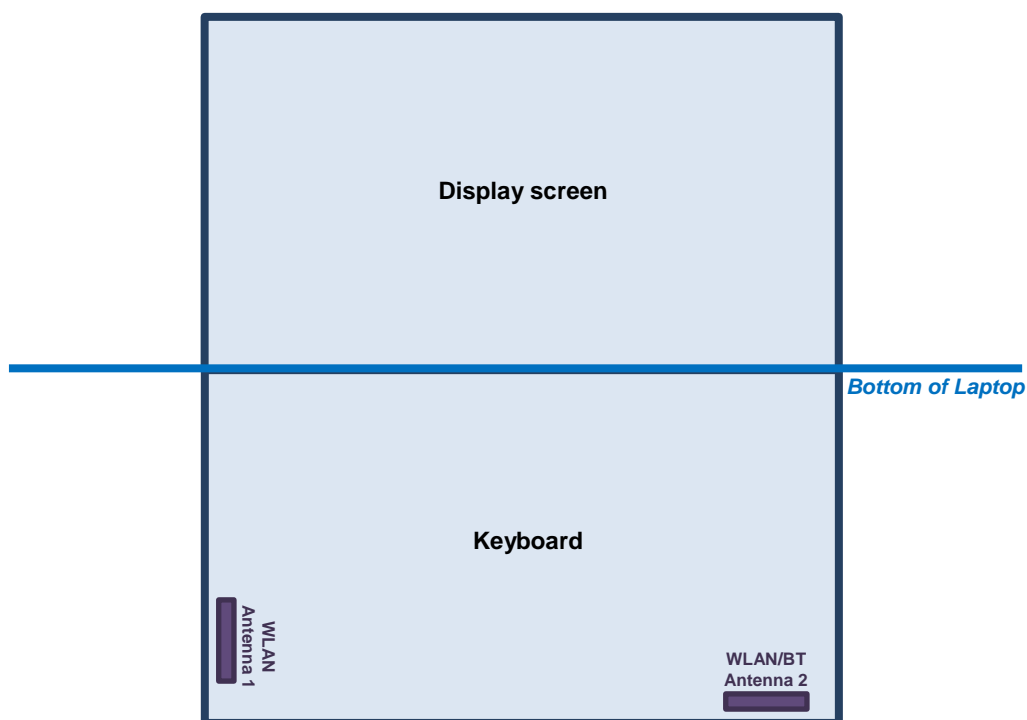 Display screen
Bottom of Laptop
Keyboard
WLAN
Antenna 1
WLAN/BT
Antenna 2